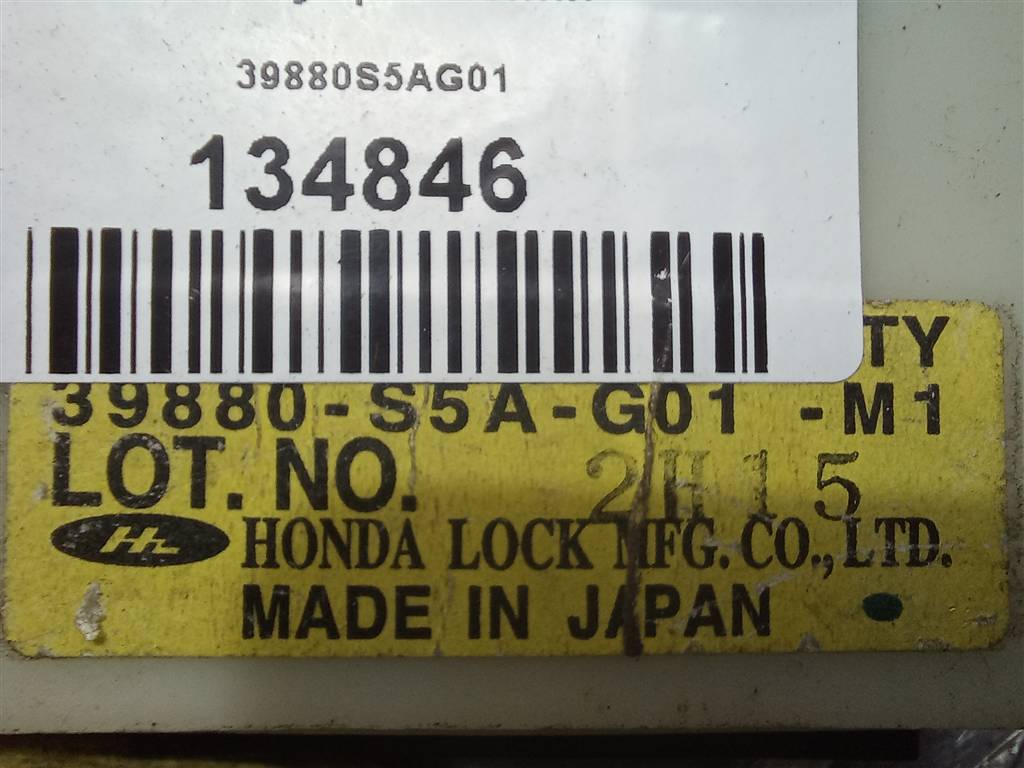 39880S5AG01
134846
TY
39880-S5A-G01 -M1
LOT. NO. 2H15
HONDA LOCK MFG. CO., LTD.
MADE IN JAPAN